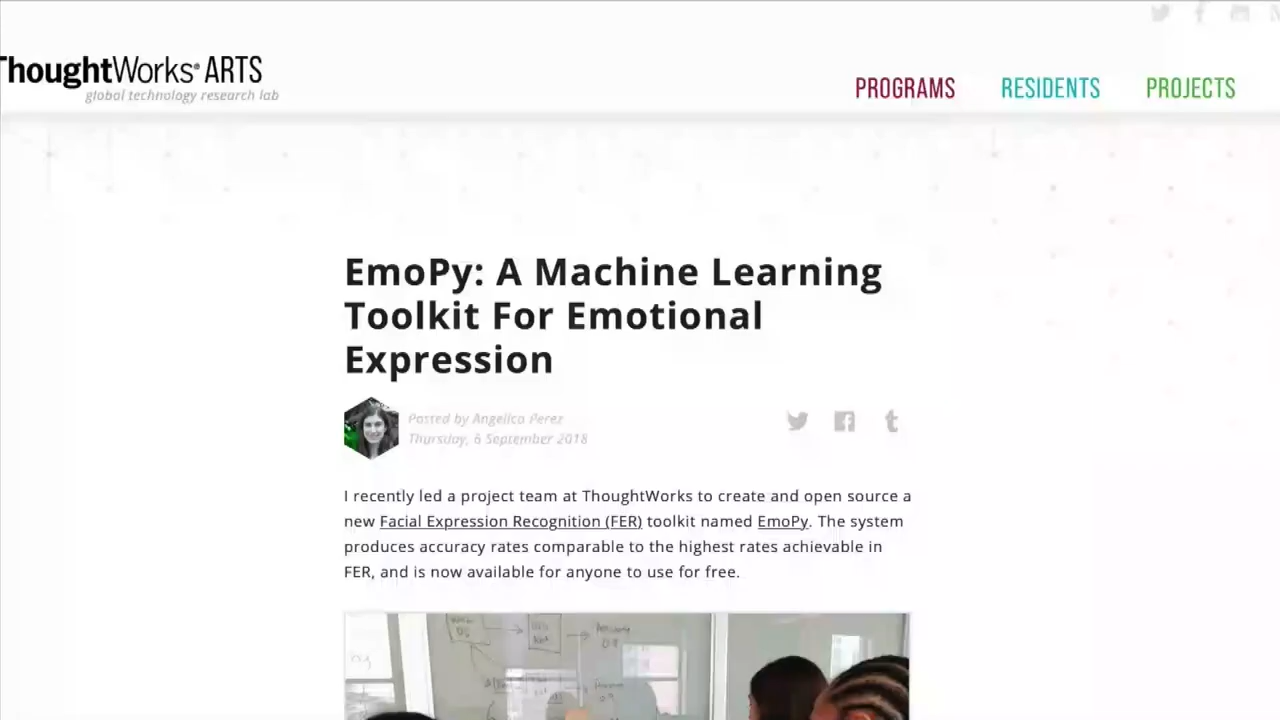 ThoughtWorks® ARTS
global technology research lab
PROGRAMS RESIDENTS PROJECTS
EmoPy: A Machine Learning
Toolkit For Emotional
Expression
Posted by Angelica Perez
Thursday, 6 September 2018
I recently led a project team at ThoughtWorks to create and open source a
new Facial Expression Recognition (FER) toolkit named EmoPy. The system
produces accuracy rates comparable to the highest rates achievable in
FER, and is now available for anyone to use for free.